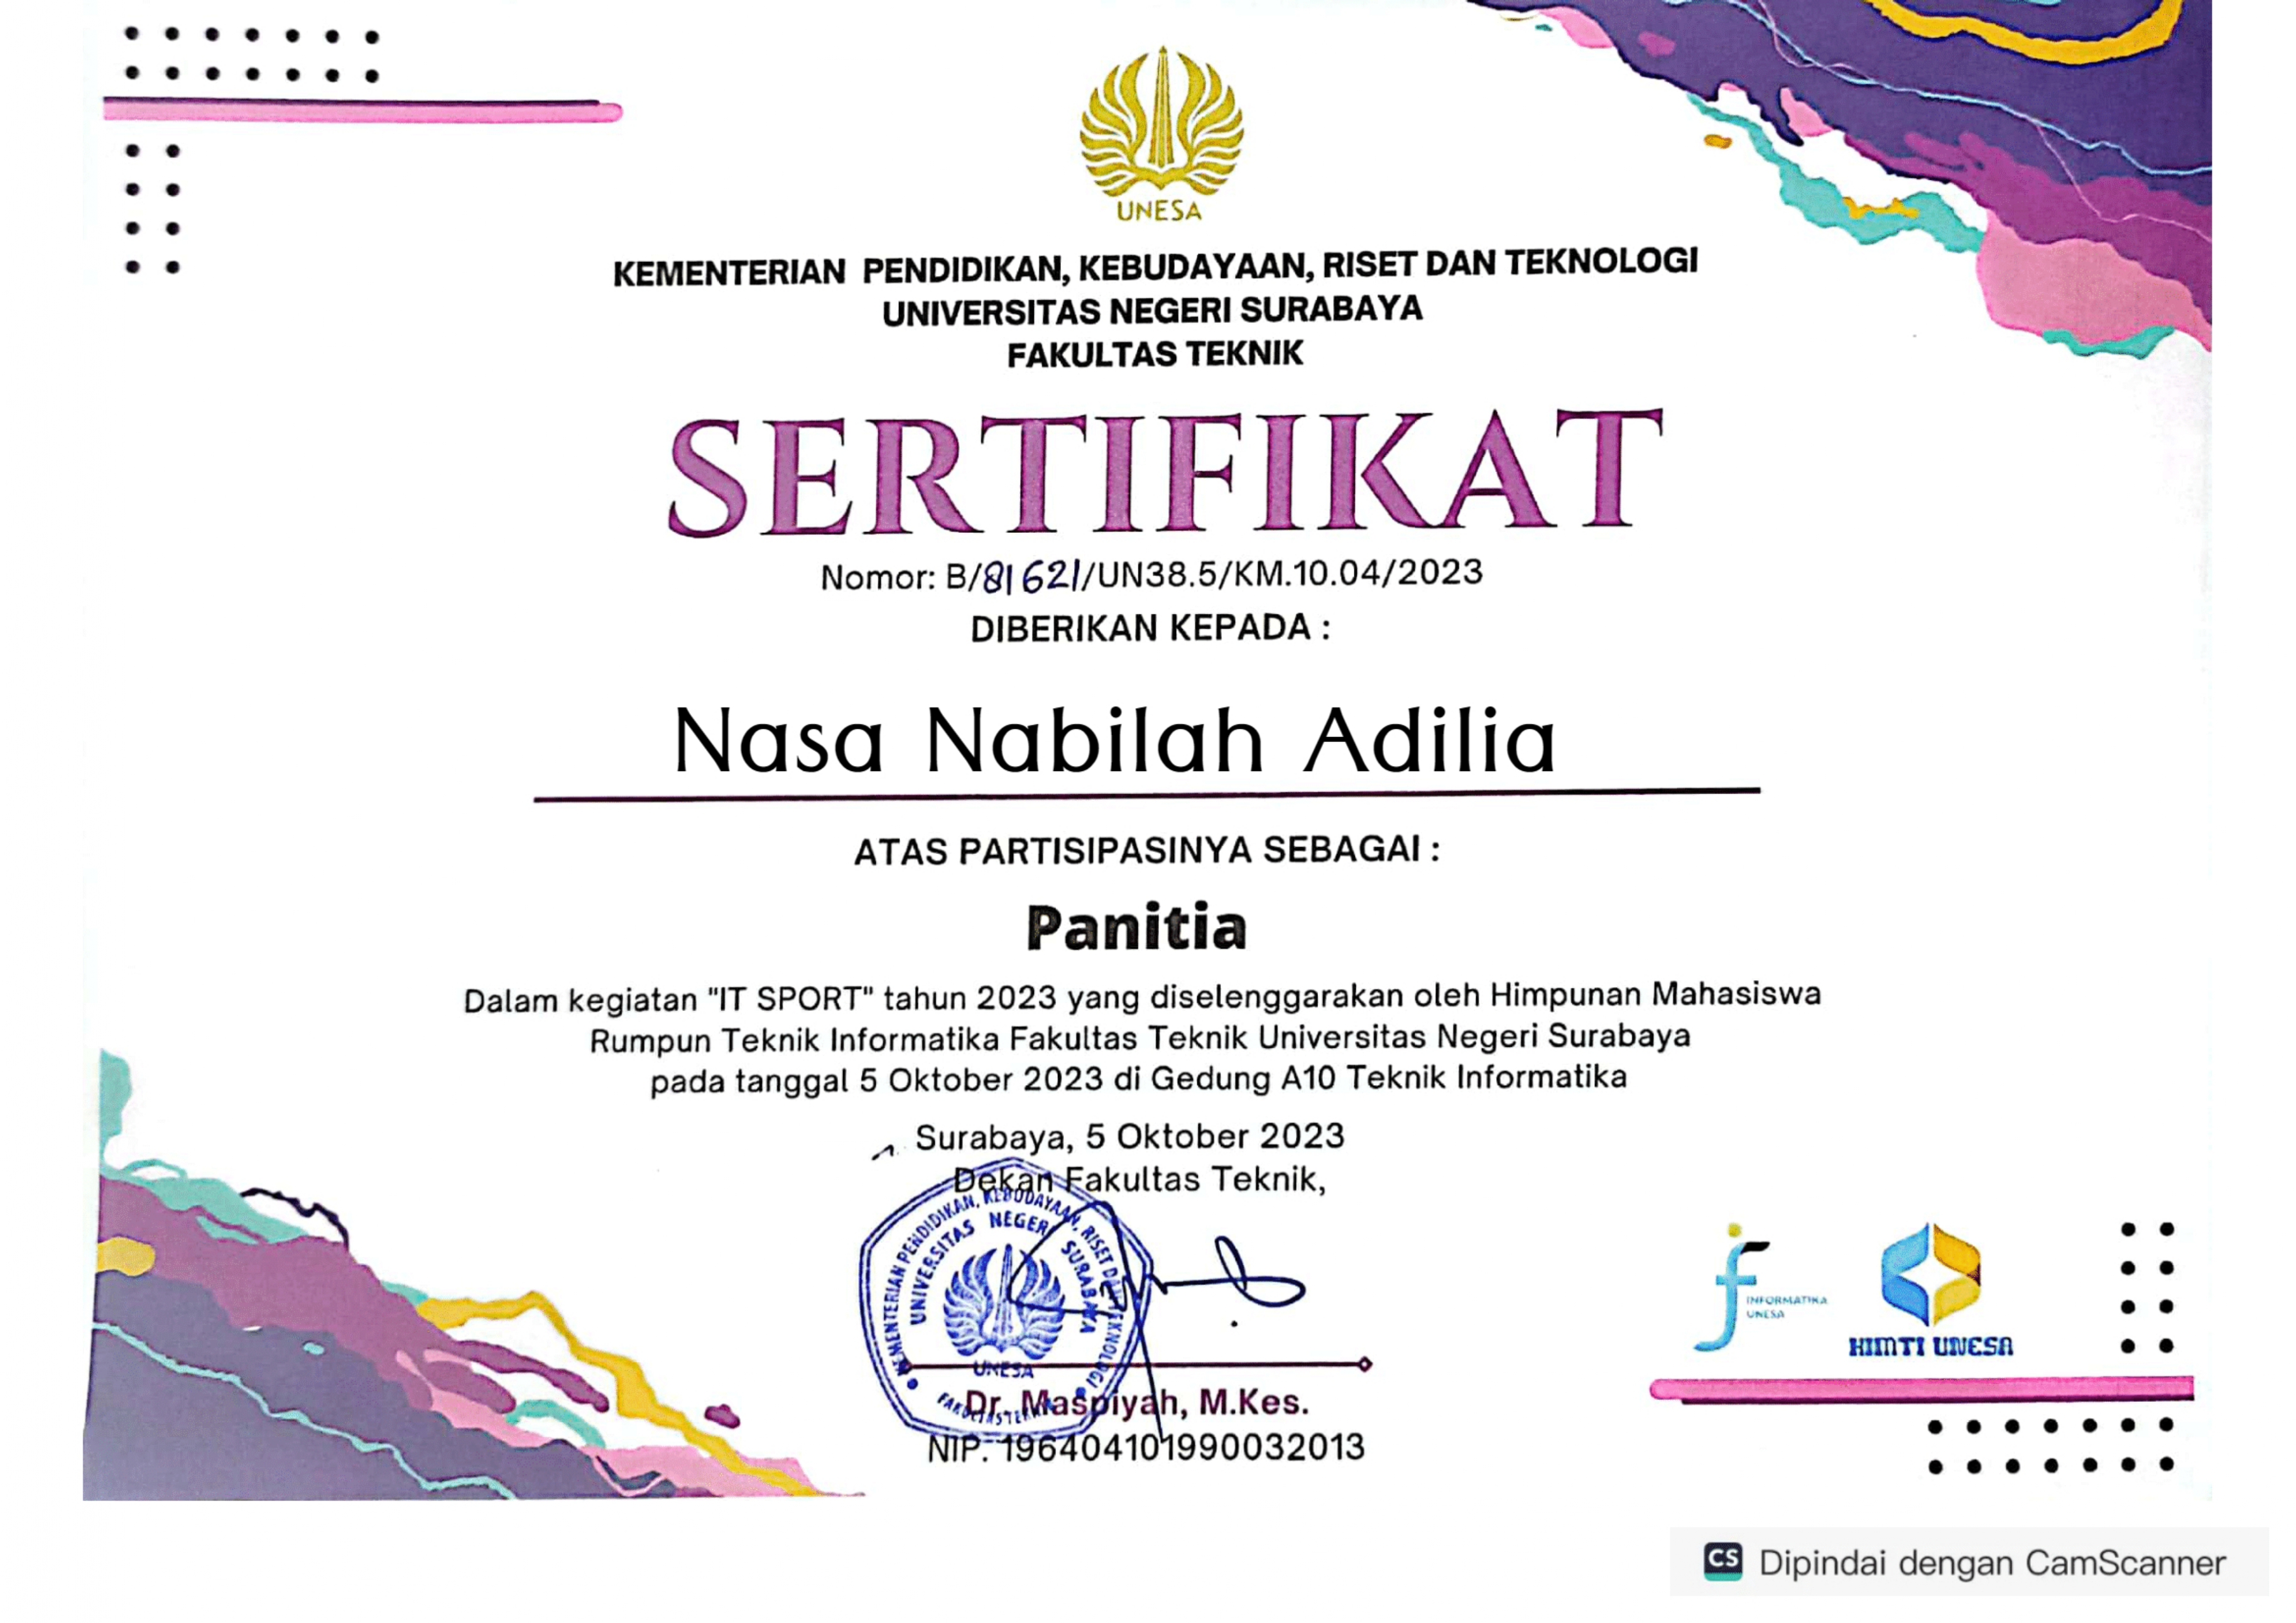 UNESA
KEMENTERIAN PENDIDIKAN, KEBUDAYAAN, RISET DAN TEKNOLOGI
UNIVERSITAS NEGERI SURABAYA
FAKULTAS TEKNIK
SERTIFIKAT
Nomor: B/81621/UN38.5/KM.10.04/2023
DIBERIKAN KEPADA :
Nasa Nabilah Adilia
ATAS PARTISIPASINYA SEBAGAI :
Panitia
Dalam kegiatan "IT SPORT" tahun 2023 yang diselenggarakan oleh Himpunan Mahasiswa
Rumpun Teknik Informatika Fakultas Teknik Universitas Negeri Surabaya
pada tanggal 5 Oktober 2023 di Gedung A10 Teknik Informatika
Surabaya, 5 Oktober 2023
Dekan Fakultas Teknik,
KEMENTERIAN PENDIDIKAN, KEBUDAYAAN, RISET DAN TEKNOLOGI
UNIVERSITAS NEGERI SURABAYA
UNESA
FAKULTAS TEKNIK
Dr. Maspiyah, M.Kes.
NIP. 196404101990032013
INFORMATIKA
UNESA
HIMTI UNESA
CS Dipindai dengan CamScanner